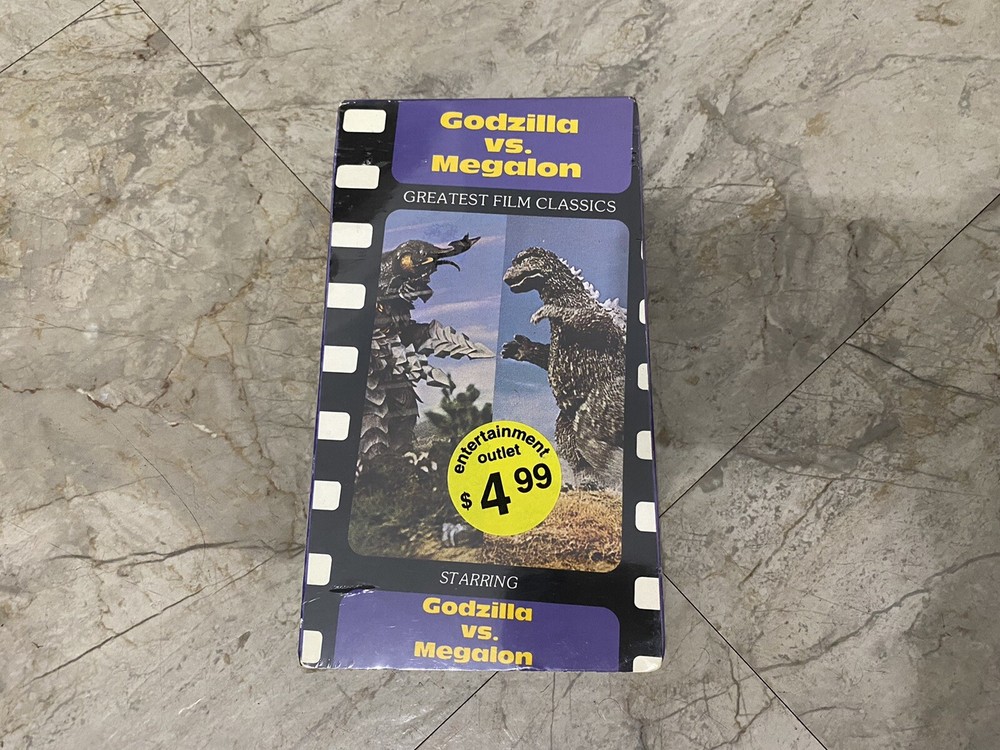 Godzilla
vs.
Megalon
GREATEST FILM CLASSICS
entertainment
outlet
$4.99
STARRING
Godzilla
vs.
Megalon